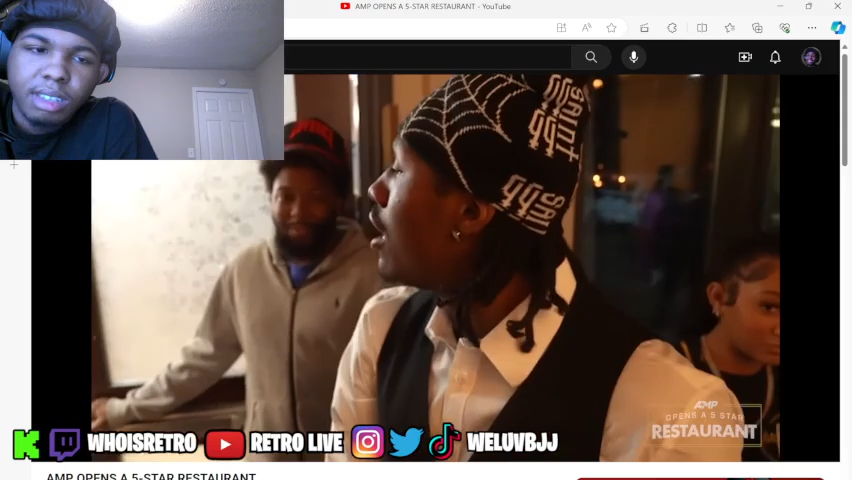 AMP OPENS A 5-STAR RESTAURANT - YouTube
SAINT
AMP
OPENS A 5 STAR
RESTAURANT
WHOISRETRO RETRO LIVE WELUVBJJ
AMP OPENS A 5-STAR RESTAURANT